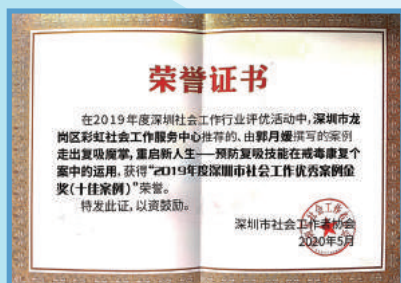 荣誉证书
在2019年度深圳社会工作行业评优活动中,深圳市龙
岗区彩虹社会工作服务中心推荐的、由郭月媛撰写的案例
走出复吸魔掌,重启新人生——预防复吸技能在戒毒康复个
案中的运用,获得“2019年度深圳市社会工作优秀案例金
奖(十佳案例)”荣誉。
特发此证,以资鼓励。
深圳市社会工作者协会
2020年5月